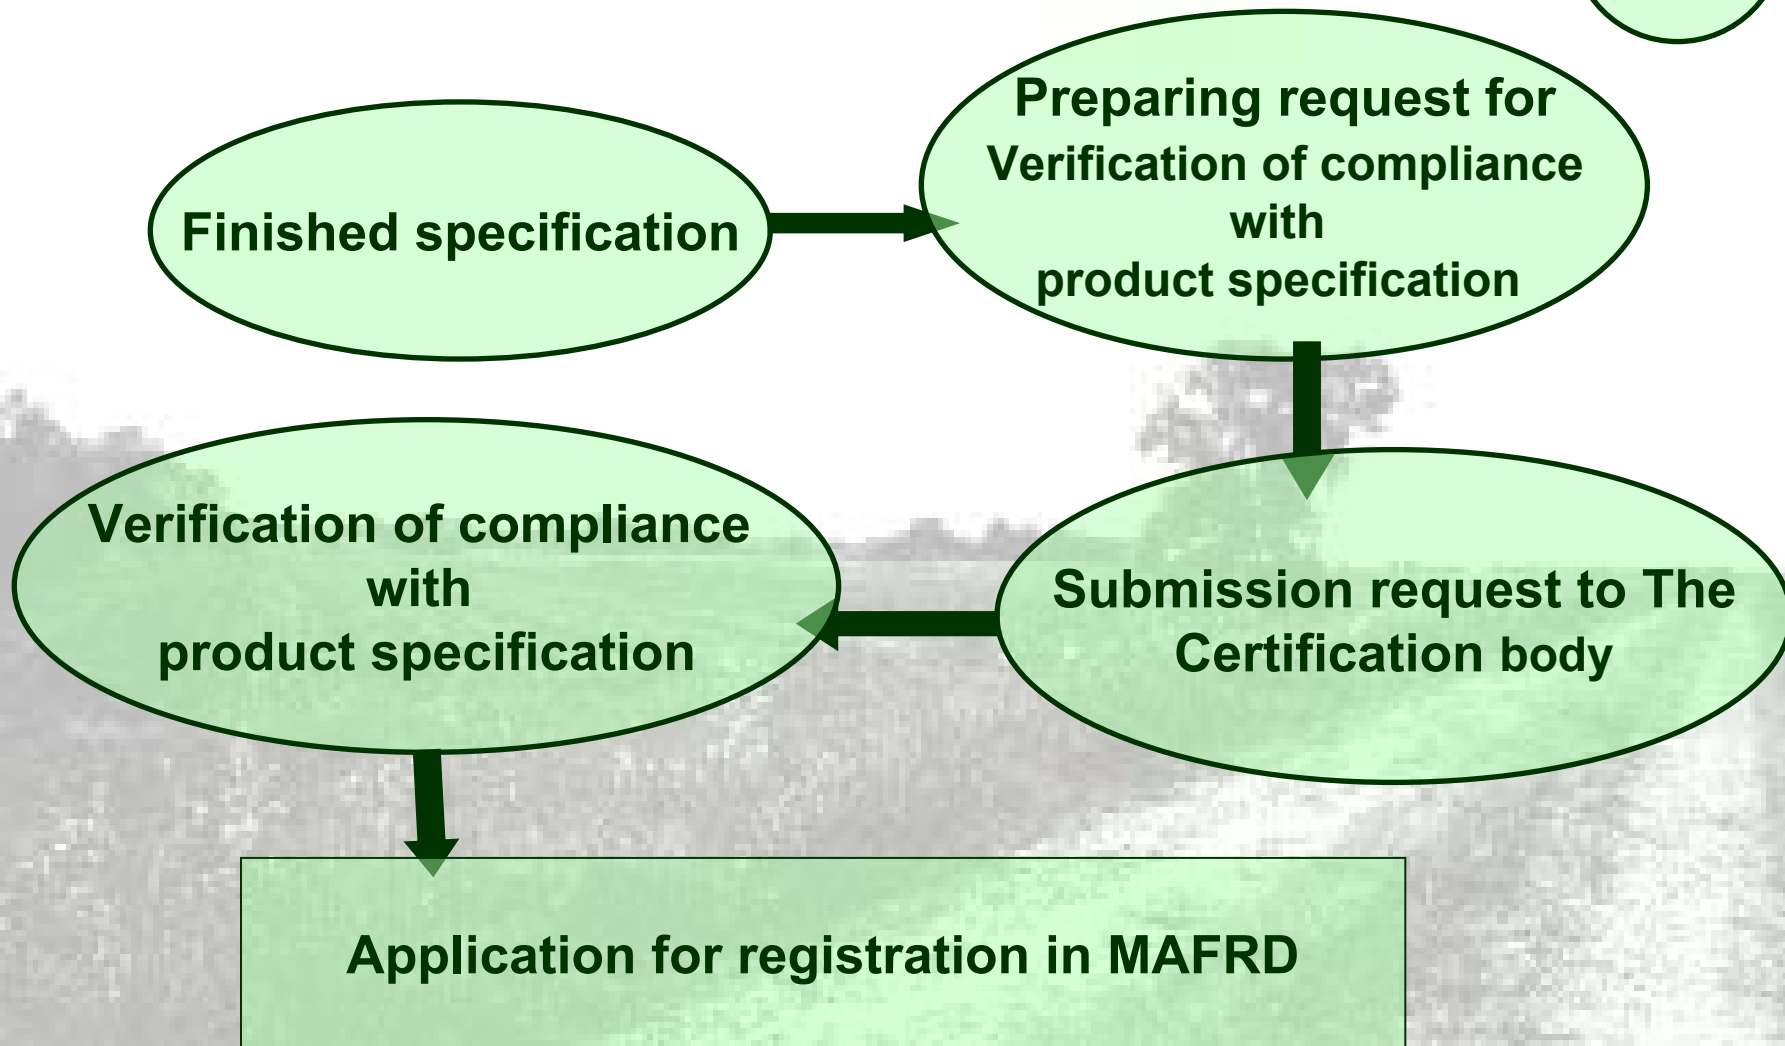 Finished specification
Preparing request for
Verification of compliance
with
product specification
Submission request to The
Certification body
Verification of compliance
with
product specification
Application for registration in MAFRD